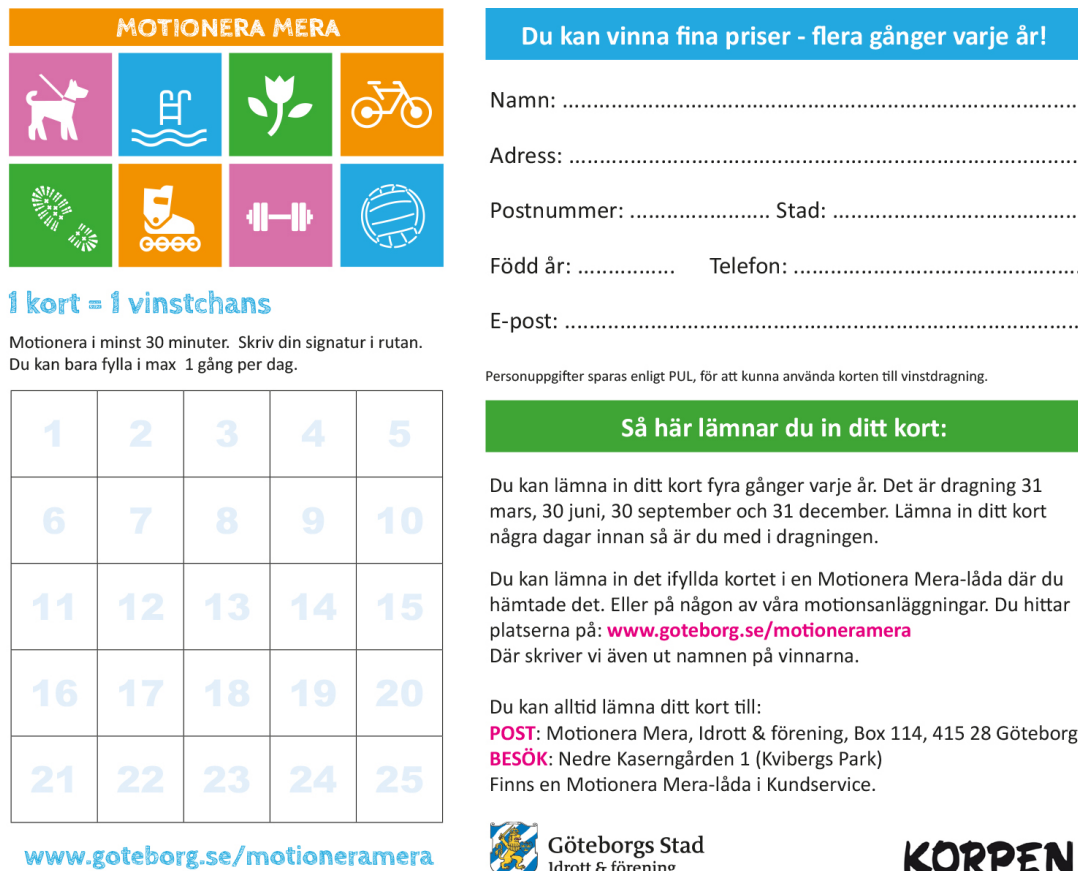 MOTIONERA MERA
1 kort = 1 vinstchans
Motionera i minst 30 minuter. Skriv din signatur i rutan.
Du kan bara fylla i max 1 gång per dag.
1 2 3 4 5
6 7 8 9 10
11 12 13 14 15
16 17 18 19 20
21 22 23 24 25
www.goteborg.se/motioneramera
Du kan vinna fina priser - flera gånger varje år!
Namn: ....................................................................................
Adress: ...................................................................................
Postnummer: ....................... Stad: ........................................
Född år: ................ Telefon: ...............................................
E-post: ....................................................................................
Personuppgifter sparas enligt PUL, för att kunna använda korten till vinstdragning.
Så här lämnar du in ditt kort:
Du kan lämna in ditt kort fyra gånger varje år. Det är dragning 31
mars, 30 juni, 30 september och 31 december. Lämna in ditt kort
några dagar innan så är du med i dragningen.
Du kan lämna in det ifyllda kortet i en Motionera Mera-låda där du
hämtade det. Eller på någon av våra motionsanläggningar. Du hittar
platserna på: www.goteborg.se/motioneramera
Där skriver vi även ut namnen på vinnarna.
Du kan alltid lämna ditt kort till:
POST: Motionera Mera, Idrott & förening, Box 114, 415 28 Göteborg
BESÖK: Nedre Kaserngården 1 (Kvibergs Park)
Finns en Motionera Mera-låda i Kundservice.
Göteborgs Stad
Idrott & förening
KORPEN